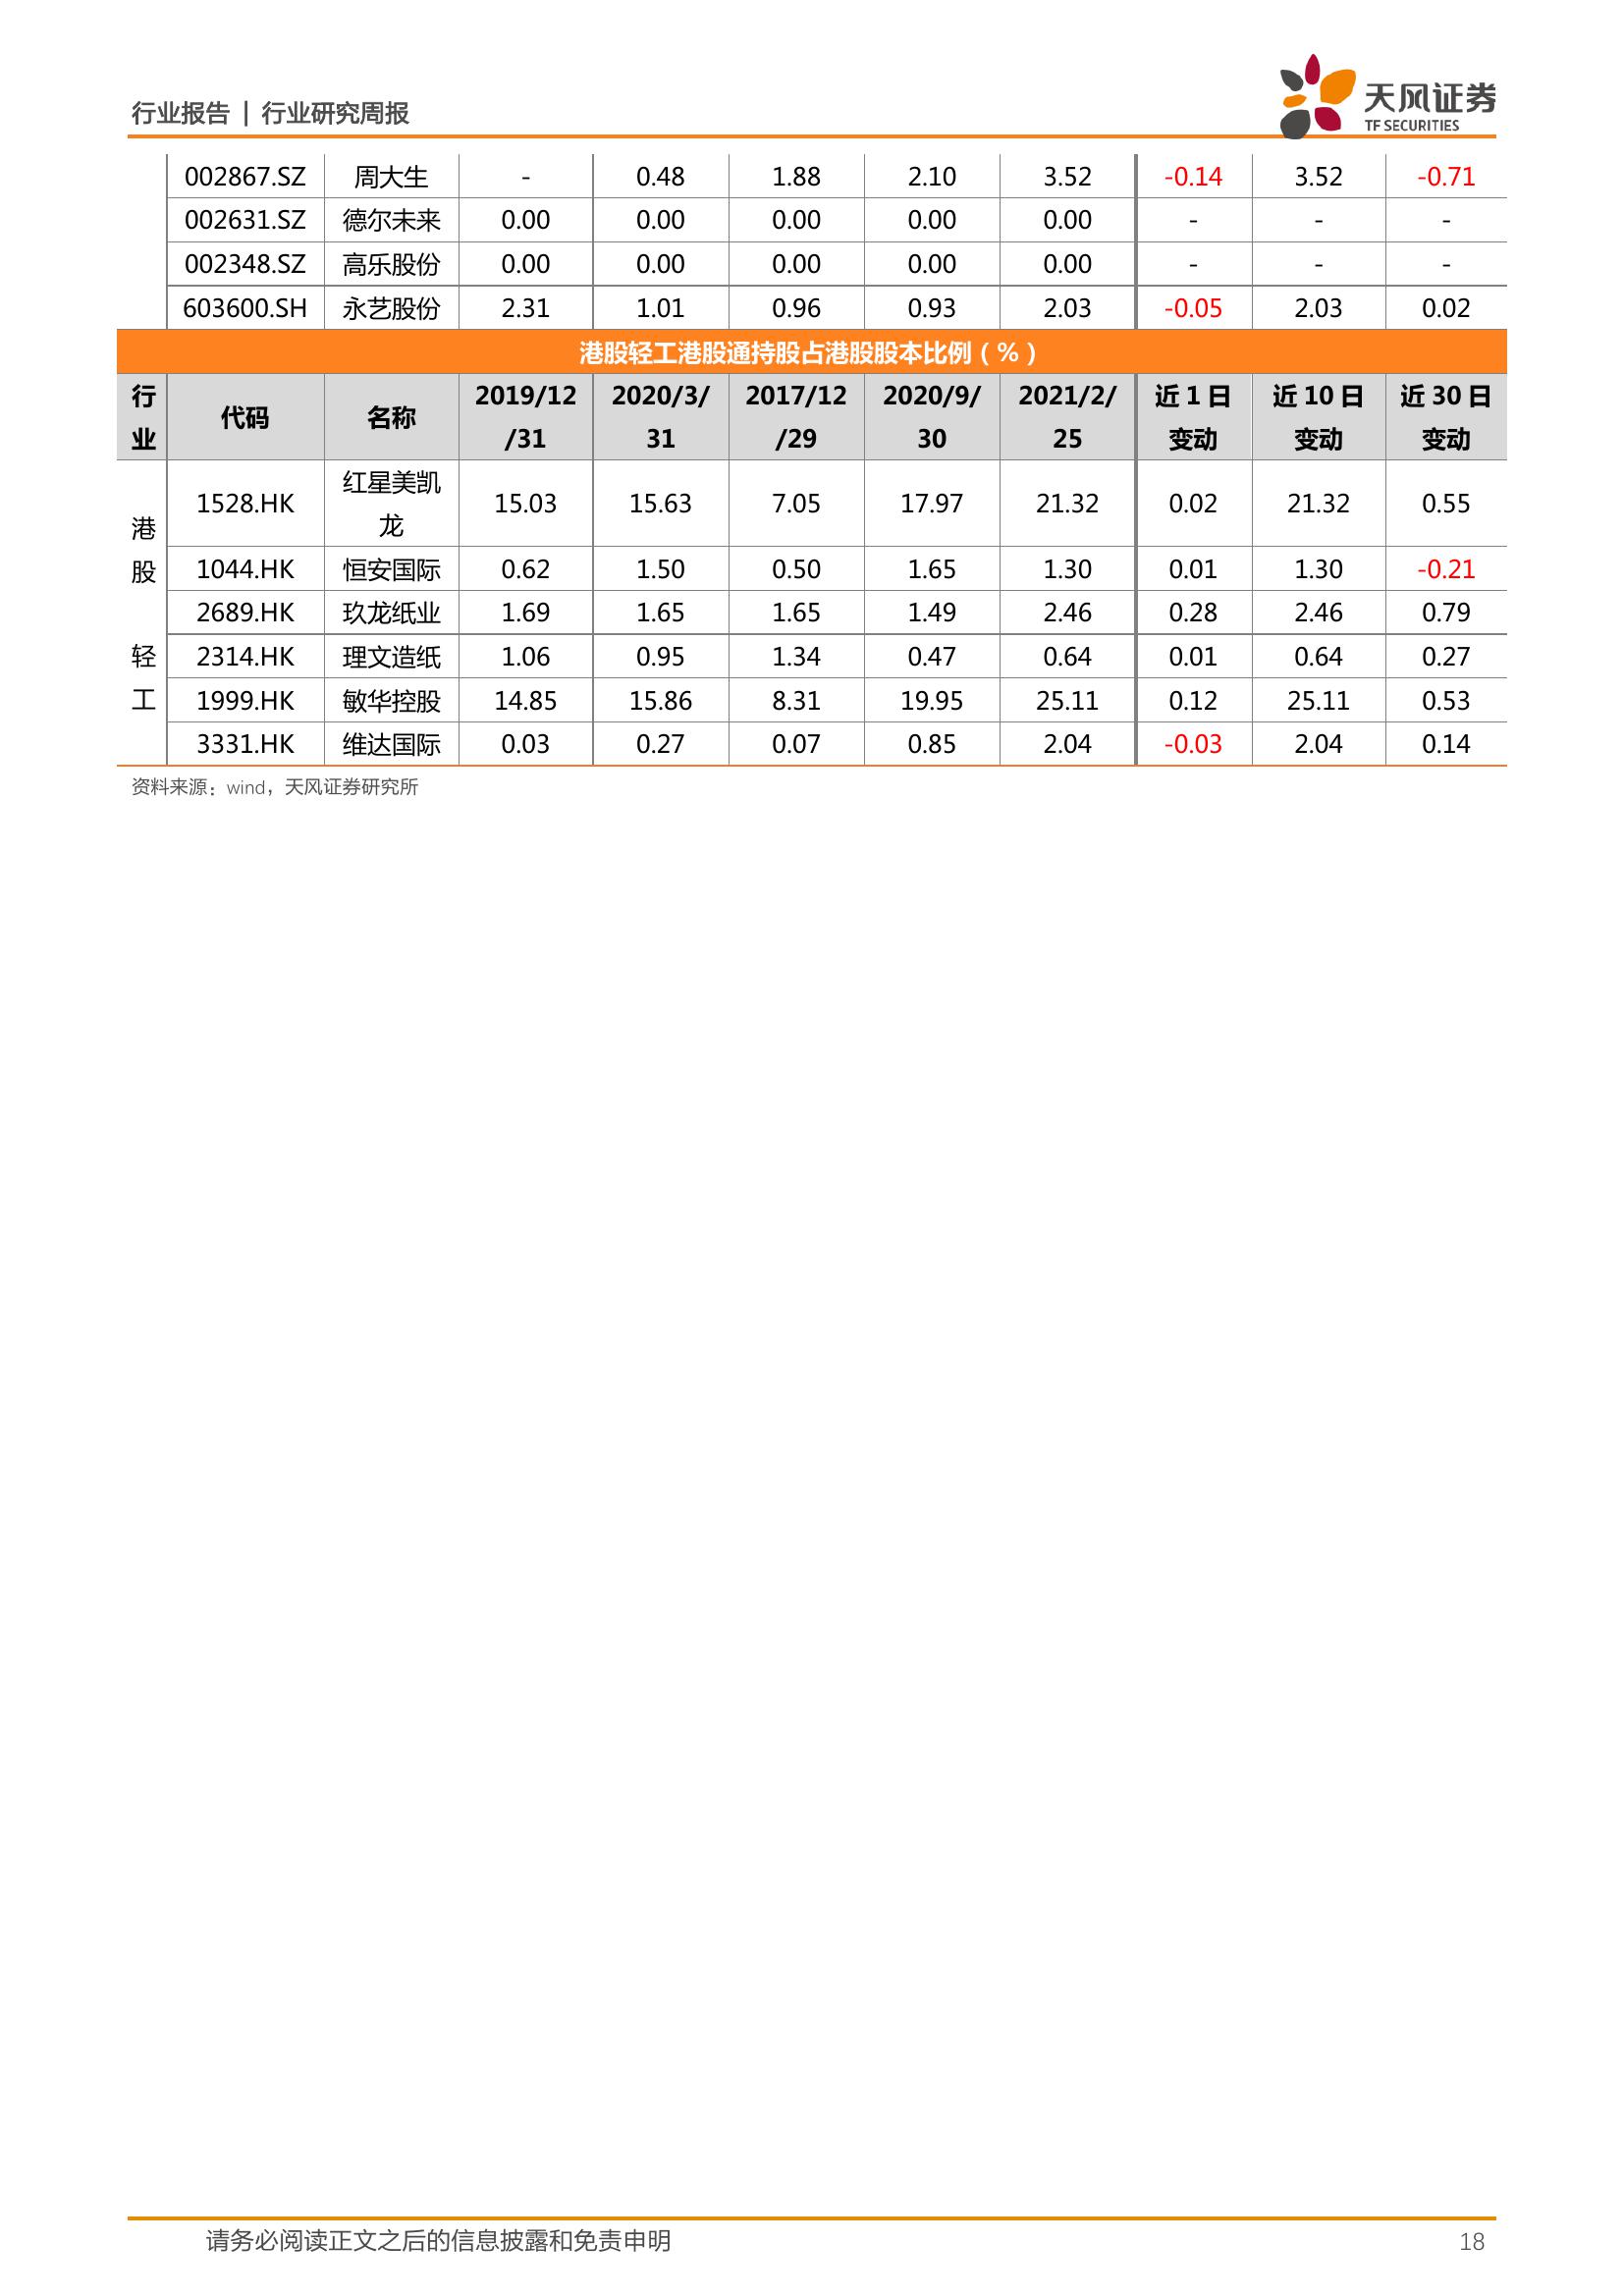 行业报告 | 行业研究周报
天风证券
TF SECURITIES
002867.SZ 周大生 - 0.48 1.88 2.10 3.52 -0.14 3.52 -0.71
002631.SZ 德尔未来 0.00 0.00 0.00 0.00 0.00 - - -
002348.SZ 高乐股份 0.00 0.00 0.00 0.00 0.00 - - -
603600.SH 永艺股份 2.31 1.01 0.96 0.93 2.03 -0.05 2.03 0.02
港股轻工港股通持股占港股股本比例（%）
行业 代码 名称 2019/12/31 2020/3/31 2017/12/29 2020/9/30 2021/2/25 近1日变动 近10日变动 近30日变动
港股轻工
1528.HK 红星美凯龙 15.03 15.63 7.05 17.97 21.32 0.02 21.32 0.55
1044.HK 恒安国际 0.62 1.50 0.50 1.65 1.30 0.01 1.30 -0.21
2689.HK 玖龙纸业 1.69 1.65 1.65 1.49 2.46 0.28 2.46 0.79
2314.HK 理文造纸 1.06 0.95 1.34 0.47 0.64 0.01 0.64 0.27
1999.HK 敏华控股 14.85 15.86 8.31 19.95 25.11 0.12 25.11 0.53
3331.HK 维达国际 0.03 0.27 0.07 0.85 2.04 -0.03 2.04 0.14
资料来源：wind，天风证券研究所
请务必阅读正文之后的信息披露和免责申明 18